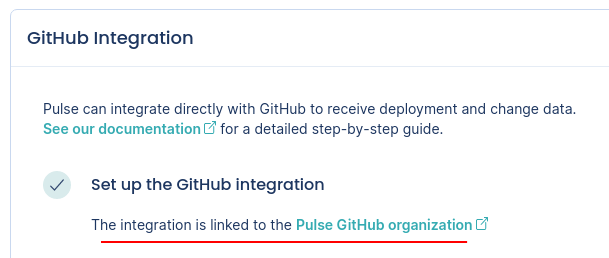 GitHub Integration
Pulse can integrate directly with GitHub to receive deployment and change data.
See our documentation for a detailed step-by-step guide.
Set up the GitHub integration
The integration is linked to the Pulse GitHub organization